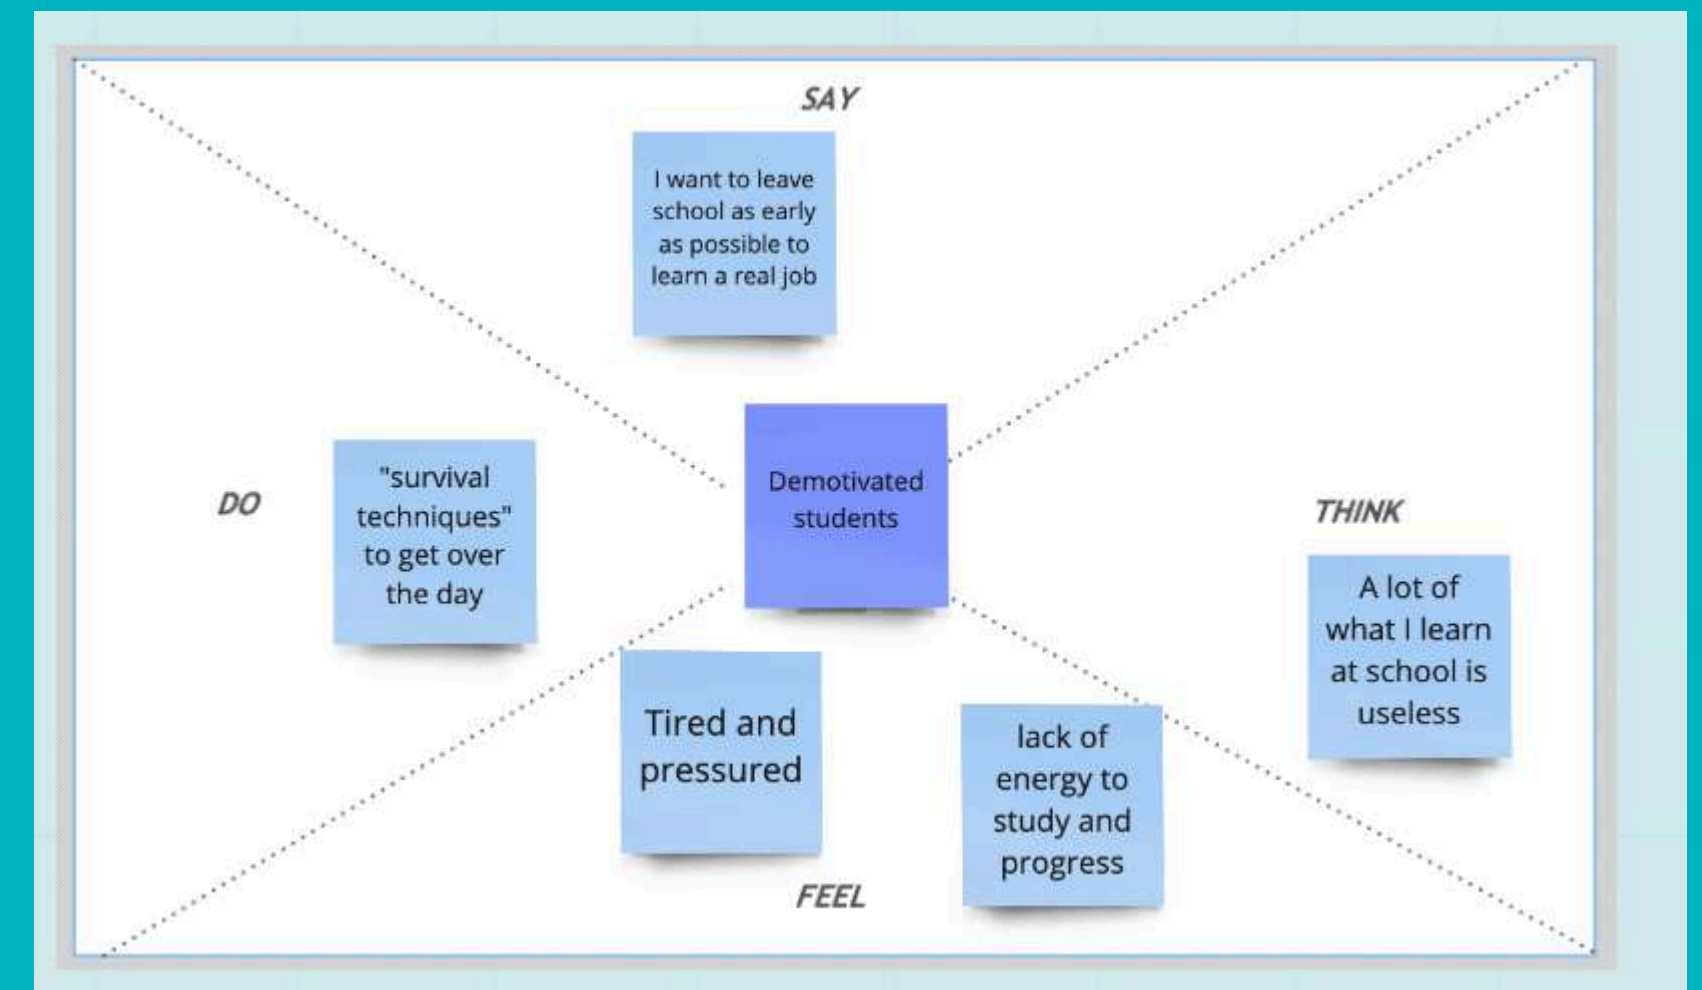 SAY
I want to leave
school as early
as possible to
learn a real job
DO
"survival
techniques"
to get over
the day
Demotivated
students
THINK
A lot of
what I learn
at school is
useless
Tired and
pressured
lack of
energy to
study and
progress
FEEL